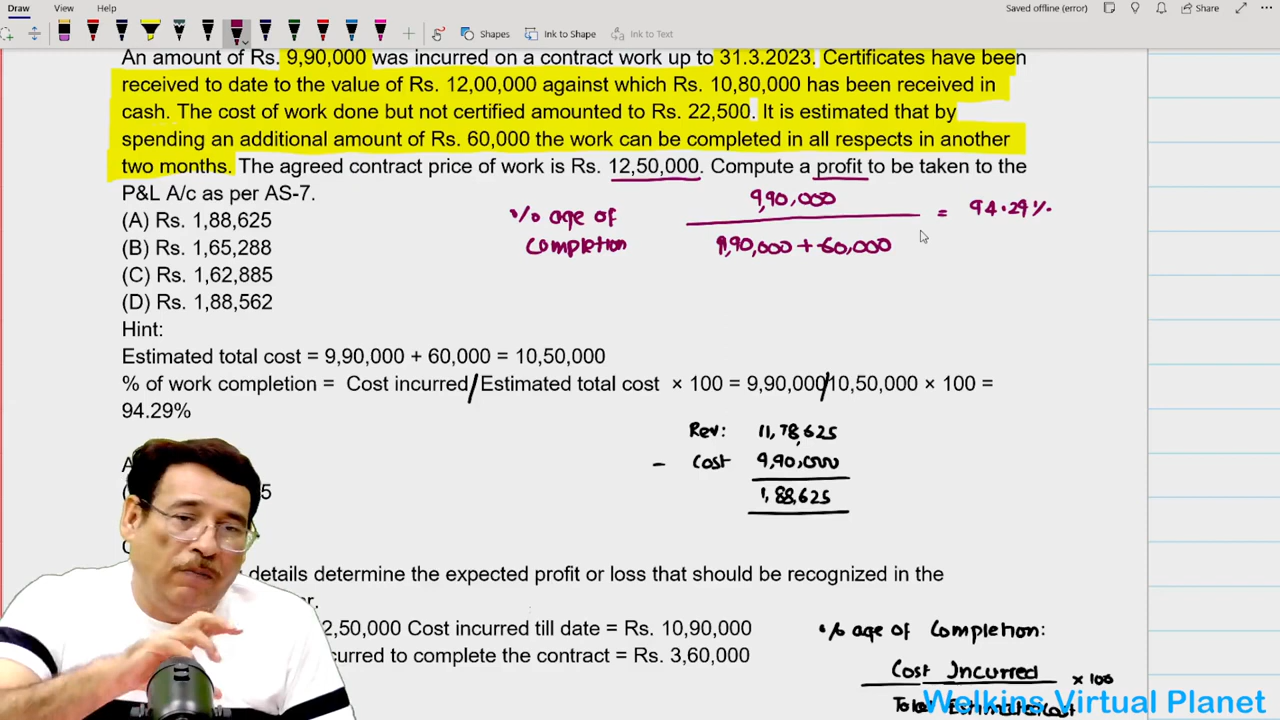 Draw View Help Saved offline (error) Share
Shapes Ink to Shape Ink to Text
An amount of Rs. 9,90,000 was incurred on a contract work up to 31.3.2023. Certificates have been
received to date to the value of Rs. 12,00,000 against which Rs. 10,80,000 has been received in
cash. The cost of work done but not certified amounted to Rs. 22,500. It is estimated that by
spending an additional amount of Rs. 60,000 the work can be completed in all respects in another
two months. The agreed contract price of work is Rs. 12,50,000. Compute a profit to be taken to the
P&L A/c as per AS-7.
(A) Rs. 1,88,625
(B) Rs. 1,65,288
(C) Rs. 1,62,885
(D) Rs. 1,88,562
% age of
completion
9,90,000
9,90,000 + 60,000
= 94.29%
Hint:
Estimated total cost = 9,90,000 + 60,000 = 10,50,000
% of work completion = Cost incurred/Estimated total cost × 100 = 9,90,000/10,50,000 × 100 =
94.29%
Rev: 11,78,625
- Cost 9,90,000
1,88,625
5
details determine the expected profit or loss that should be recognized in the
2,50,000 Cost incurred till date = Rs. 10,90,000
curred to complete the contract = Rs. 3,60,000
% age of Completion:
Cost Incurred × 100
Total Estimated Cost
Welkins Virtual Planet